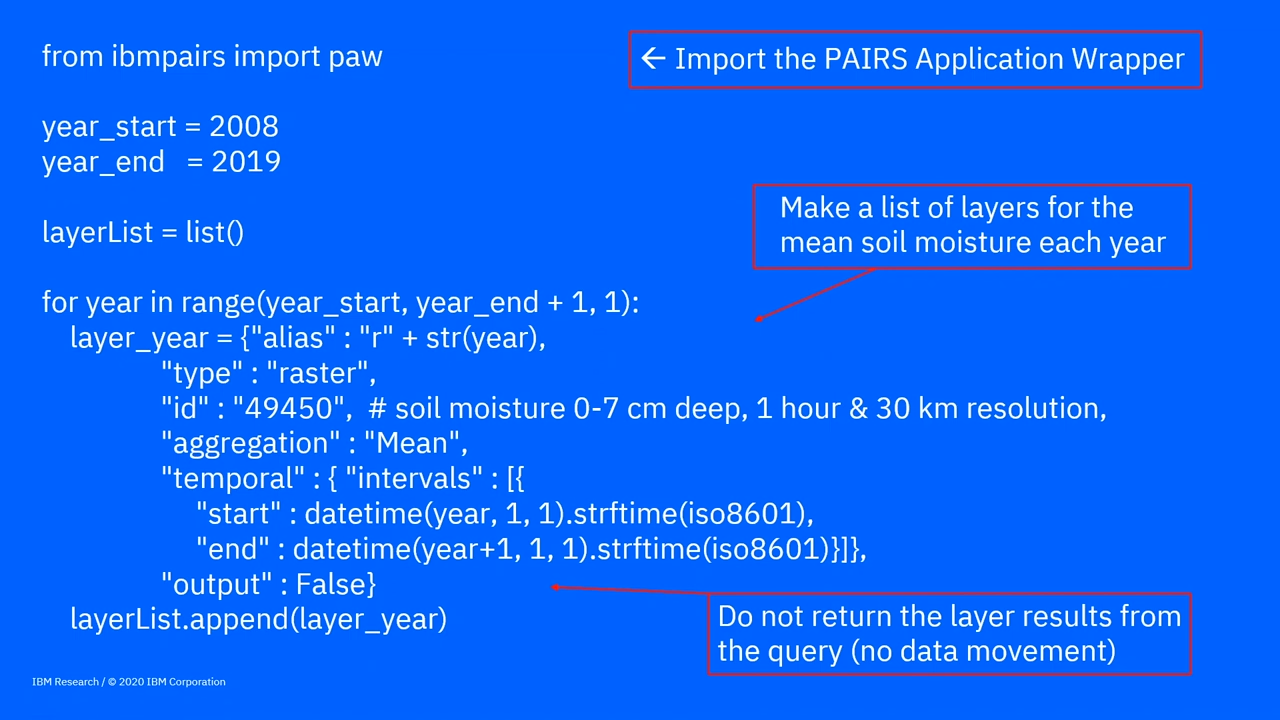 from ibmpairs import paw
← Import the PAIRS Application Wrapper
year_start = 2008
year_end = 2019
layerList = list()
Make a list of layers for the
mean soil moisture each year
for year in range(year_start, year_end + 1, 1):
layer_year = {"alias" : "r" + str(year),
"type" : "raster",
"id" : "49450", # soil moisture 0-7 cm deep, 1 hour & 30 km resolution,
"aggregation" : "Mean",
"temporal" : { "intervals" : [{
"start" : datetime(year, 1, 1).strftime(iso8601),
"end" : datetime(year+1, 1, 1).strftime(iso8601)}]},
"output" : False}
layerList.append(layer_year)
Do not return the layer results from
the query (no data movement)
IBM Research / © 2020 IBM Corporation